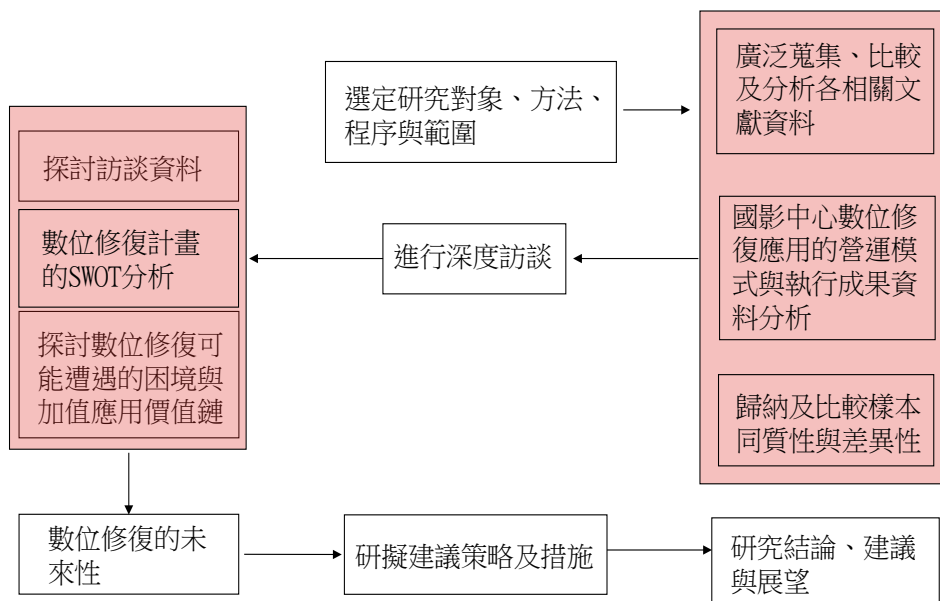 選定研究對象、方法、
程序與範圍
廣泛蒐集、比較
及分析各相關文
獻資料
國影中心數位修
復應用的營運模
式與執行成果資
料分析
歸納及比較樣本
同質性與差異性
進行深度訪談
探討訪談資料
數位修復計畫
的SWOT分析
探討數位修復可
能遭遇的困境與
加值應用價值鏈
數位修復的未
來性
研擬建議策略及措施
研究結論、建議
與展望